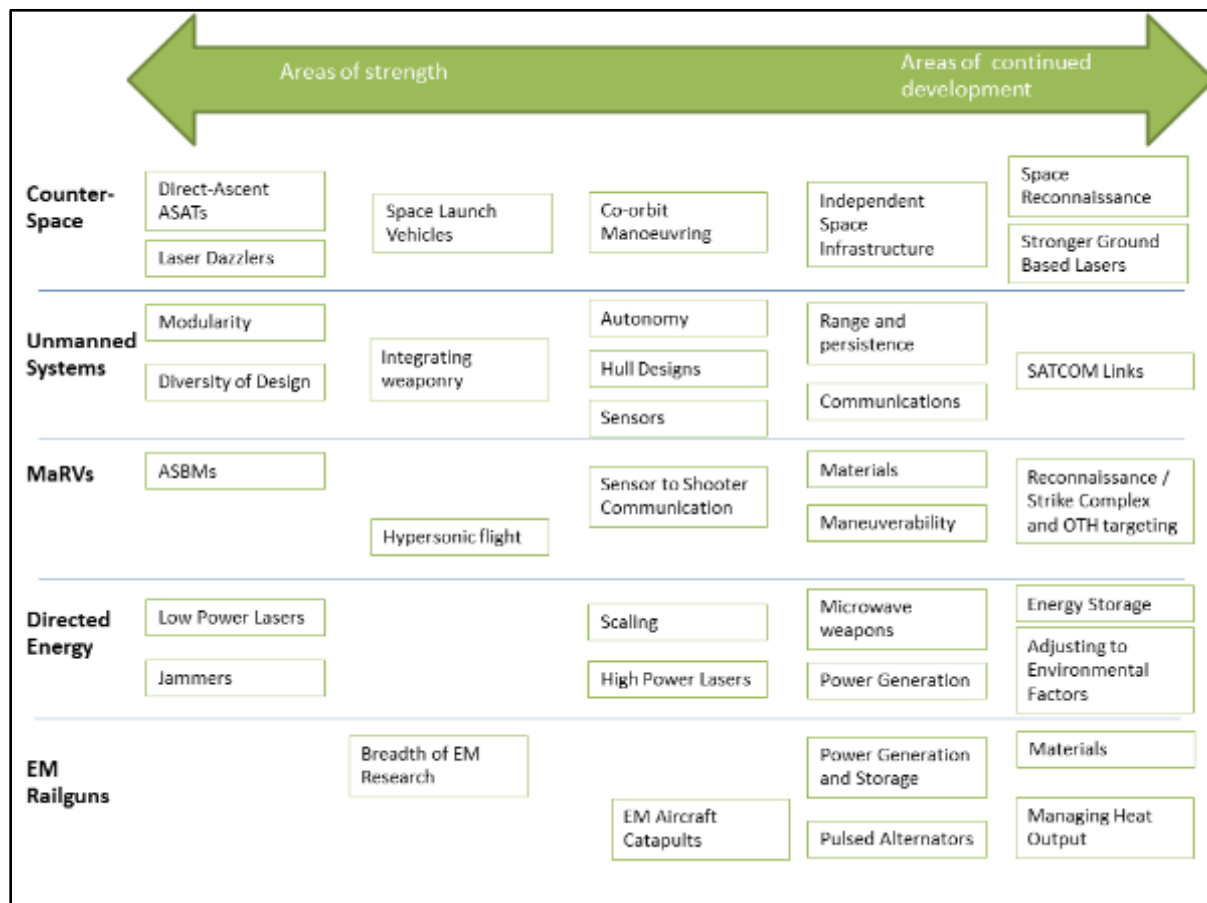 Areas of strength
Areas of  continued
development
Counter-
Space
Direct-Ascent
ASATs
Laser Dazzlers
Space Launch
Vehicles
Co-orbit
Manoeuvring
Independent
Space
Infrastructure
Space
Reconnaissance
Stronger Ground
Based Lasers
Unmanned
Systems
Modularity
Diversity of Design
Integrating
weaponry
Autonomy
Hull Designs
Sensors
Range and
persistence
Communications
SATCOM Links
MaRVs
ASBMs
Hypersonic flight
Sensor to Shooter
Communication
Materials
Maneuverability
Reconnaissance /
Strike Complex
and OTH targeting
Directed
Energy
Low Power Lasers
Jammers
Scaling
High Power Lasers
Microwave
weapons
Power Generation
Energy Storage
Adjusting to
Environmental
Factors
EM
Railguns
Breadth of EM
Research
EM Aircraft
Catapults
Power Generation
and Storage
Pulsed Alternators
Materials
Managing Heat
Output